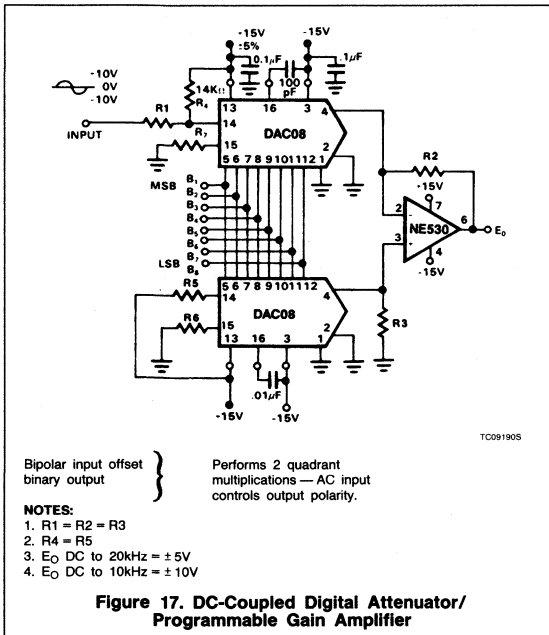 -15V
±5%
0.1µF
-15V
.1µF
-10V
0V
-10V
14K
R4
100
pF
R1
13
16
3
4
INPUT
14
R7
15
DAC08
2
5 6 7 8 9 10 11 12 1
R2
MSB
B1
B2
B3
B4
B5
B6
B7
LSB
B8
-15V
2
-
7
NE530
6
E0
3
+
4
-15V
5 6 7 8 9 10 11 12
R5
14
DAC08
4
R6
15
2
13
16
3
1
R3
.01µF
-15V
-15V
TC09190S
Bipolar input offset
binary output
}
Performs 2 quadrant
multiplications — AC input
controls output polarity.
NOTES:
1. R1 = R2 = R3
2. R4 = R5
3. EO DC to 20kHz = ± 5V
4. EO DC to 10kHz = ± 10V
Figure 17. DC-Coupled Digital Attenuator/
Programmable Gain Amplifier